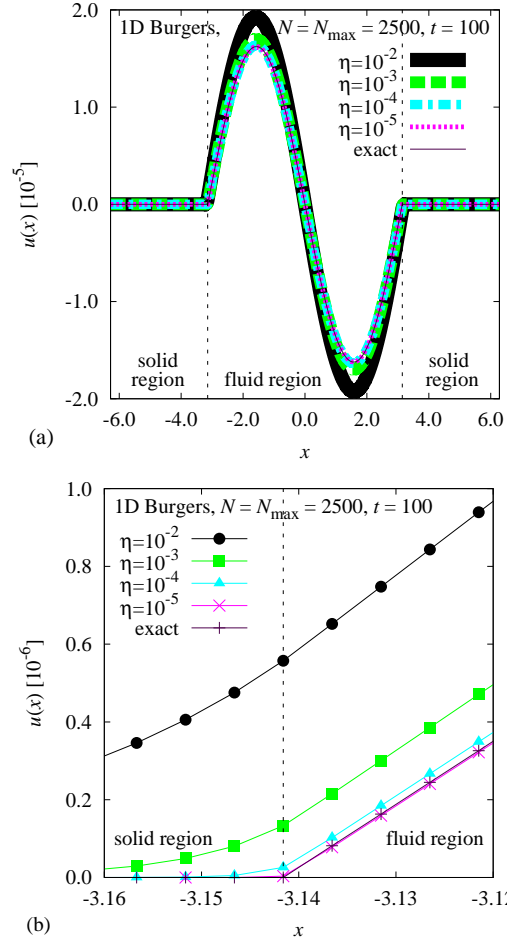 1D Burgers, N = Nmax = 2500, t = 100
η=10-2
η=10-3
η=10-4
η=10-5
exact
2.0
1.0
0.0
-1.0
-2.0
u(x) [10-5]
solid region
fluid region
solid region
-6.0 -4.0 -2.0 0.0 2.0 4.0 6.0
x
(a)
1D Burgers, N = Nmax = 2500, t = 100
η=10-2
η=10-3
η=10-4
η=10-5
exact
1.0
0.8
0.6
0.4
0.2
0.0
u(x) [10-6]
solid region
fluid region
-3.16 -3.15 -3.14 -3.13 -3.12
x
(b)